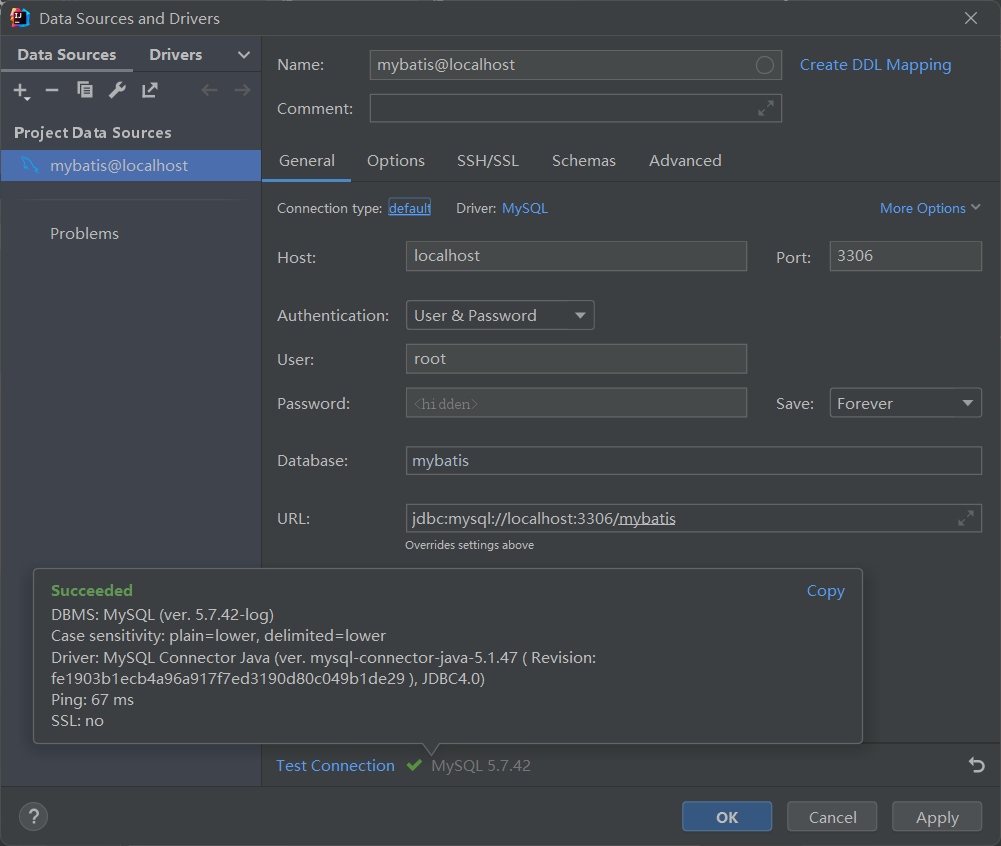 Data Sources and Drivers
Data Sources Drivers
Project Data Sources
mybatis@localhost
Problems
Name: mybatis@localhost Create DDL Mapping
Comment:
General Options SSH/SSL Schemas Advanced
Connection type: default Driver: MySQL More Options
Host: localhost Port: 3306
Authentication: User & Password
User: root
Password: <hidden> Save: Forever
Database: mybatis
URL: jdbc:mysql://localhost:3306/mybatis
Overrides settings above
Succeeded Copy
DBMS: MySQL (ver. 5.7.42-log)
Case sensitivity: plain=lower, delimited=lower
Driver: MySQL Connector Java (ver. mysql-connector-java-5.1.47 ( Revision:
fe1903b1ecb4a96a917f7ed3190d80c049b1de29 ), JDBC4.0)
Ping: 67 ms
SSL: no
Test Connection MySQL 5.7.42
? OK Cancel Apply